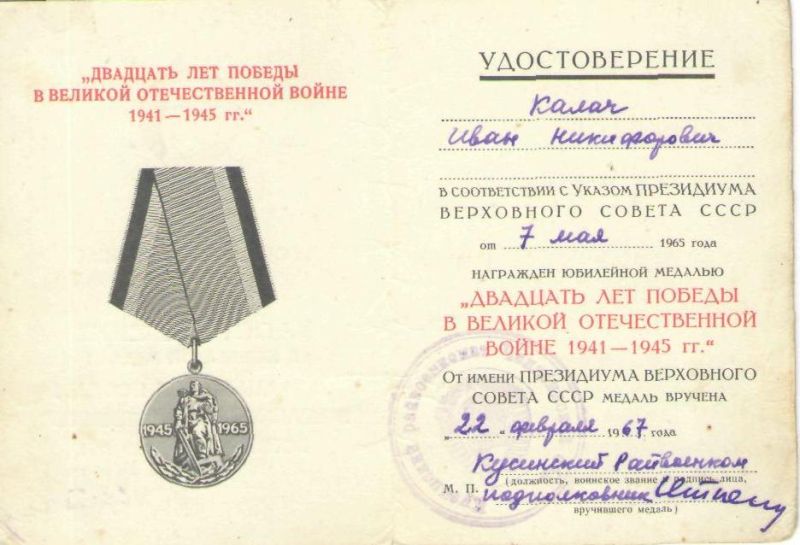 „ДВАДЦАТЬ ЛЕТ ПОБЕДЫ
В ВЕЛИКОЙ ОТЕЧЕСТВЕННОЙ ВОЙНЕ
1941—1945 гг.“
1945 1965
УДОСТОВЕРЕНИЕ
Калач
Иван Никифорович
В СООТВЕТСТВИИ С УКАЗОМ ПРЕЗИДИУМА
ВЕРХОВНОГО СОВЕТА СССР
от 7 мая 1965 года
НАГРАЖДЕН ЮБИЛЕЙНОЙ МЕДАЛЬЮ
„ДВАДЦАТЬ ЛЕТ ПОБЕДЫ
В ВЕЛИКОЙ ОТЕЧЕСТВЕННОЙ
ВОЙНЕ 1941—1945 гг.“
ОТ ИМЕНИ ПРЕЗИДИУМА ВЕРХОВНОГО
СОВЕТА СССР МЕДАЛЬ ВРУЧЕНА
„22„ февраля 1967 года
Кусинский Райвоенком
(должность, воинское звание и подпись лица,
М. П. подполковник
вручившего медаль)